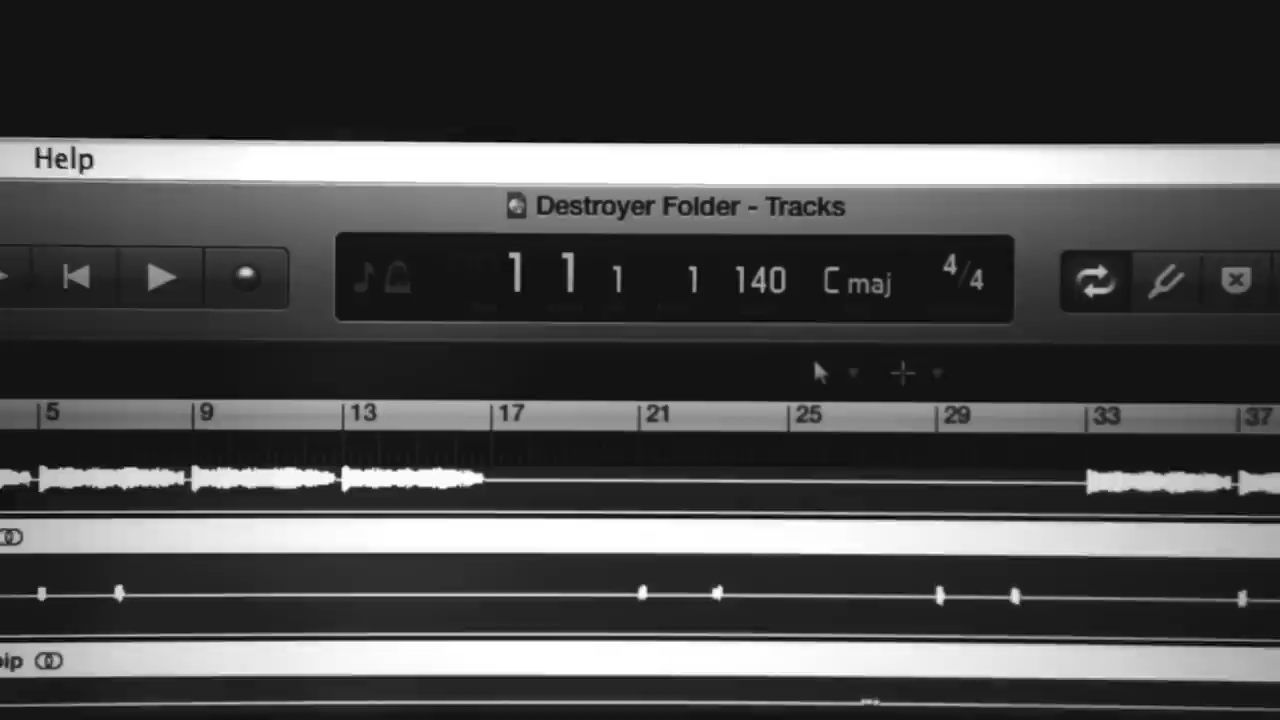 Help
Destroyer Folder - Tracks
1 1 1 1 140 C maj 4/4
5 9 13 17 21 25 29 33 37